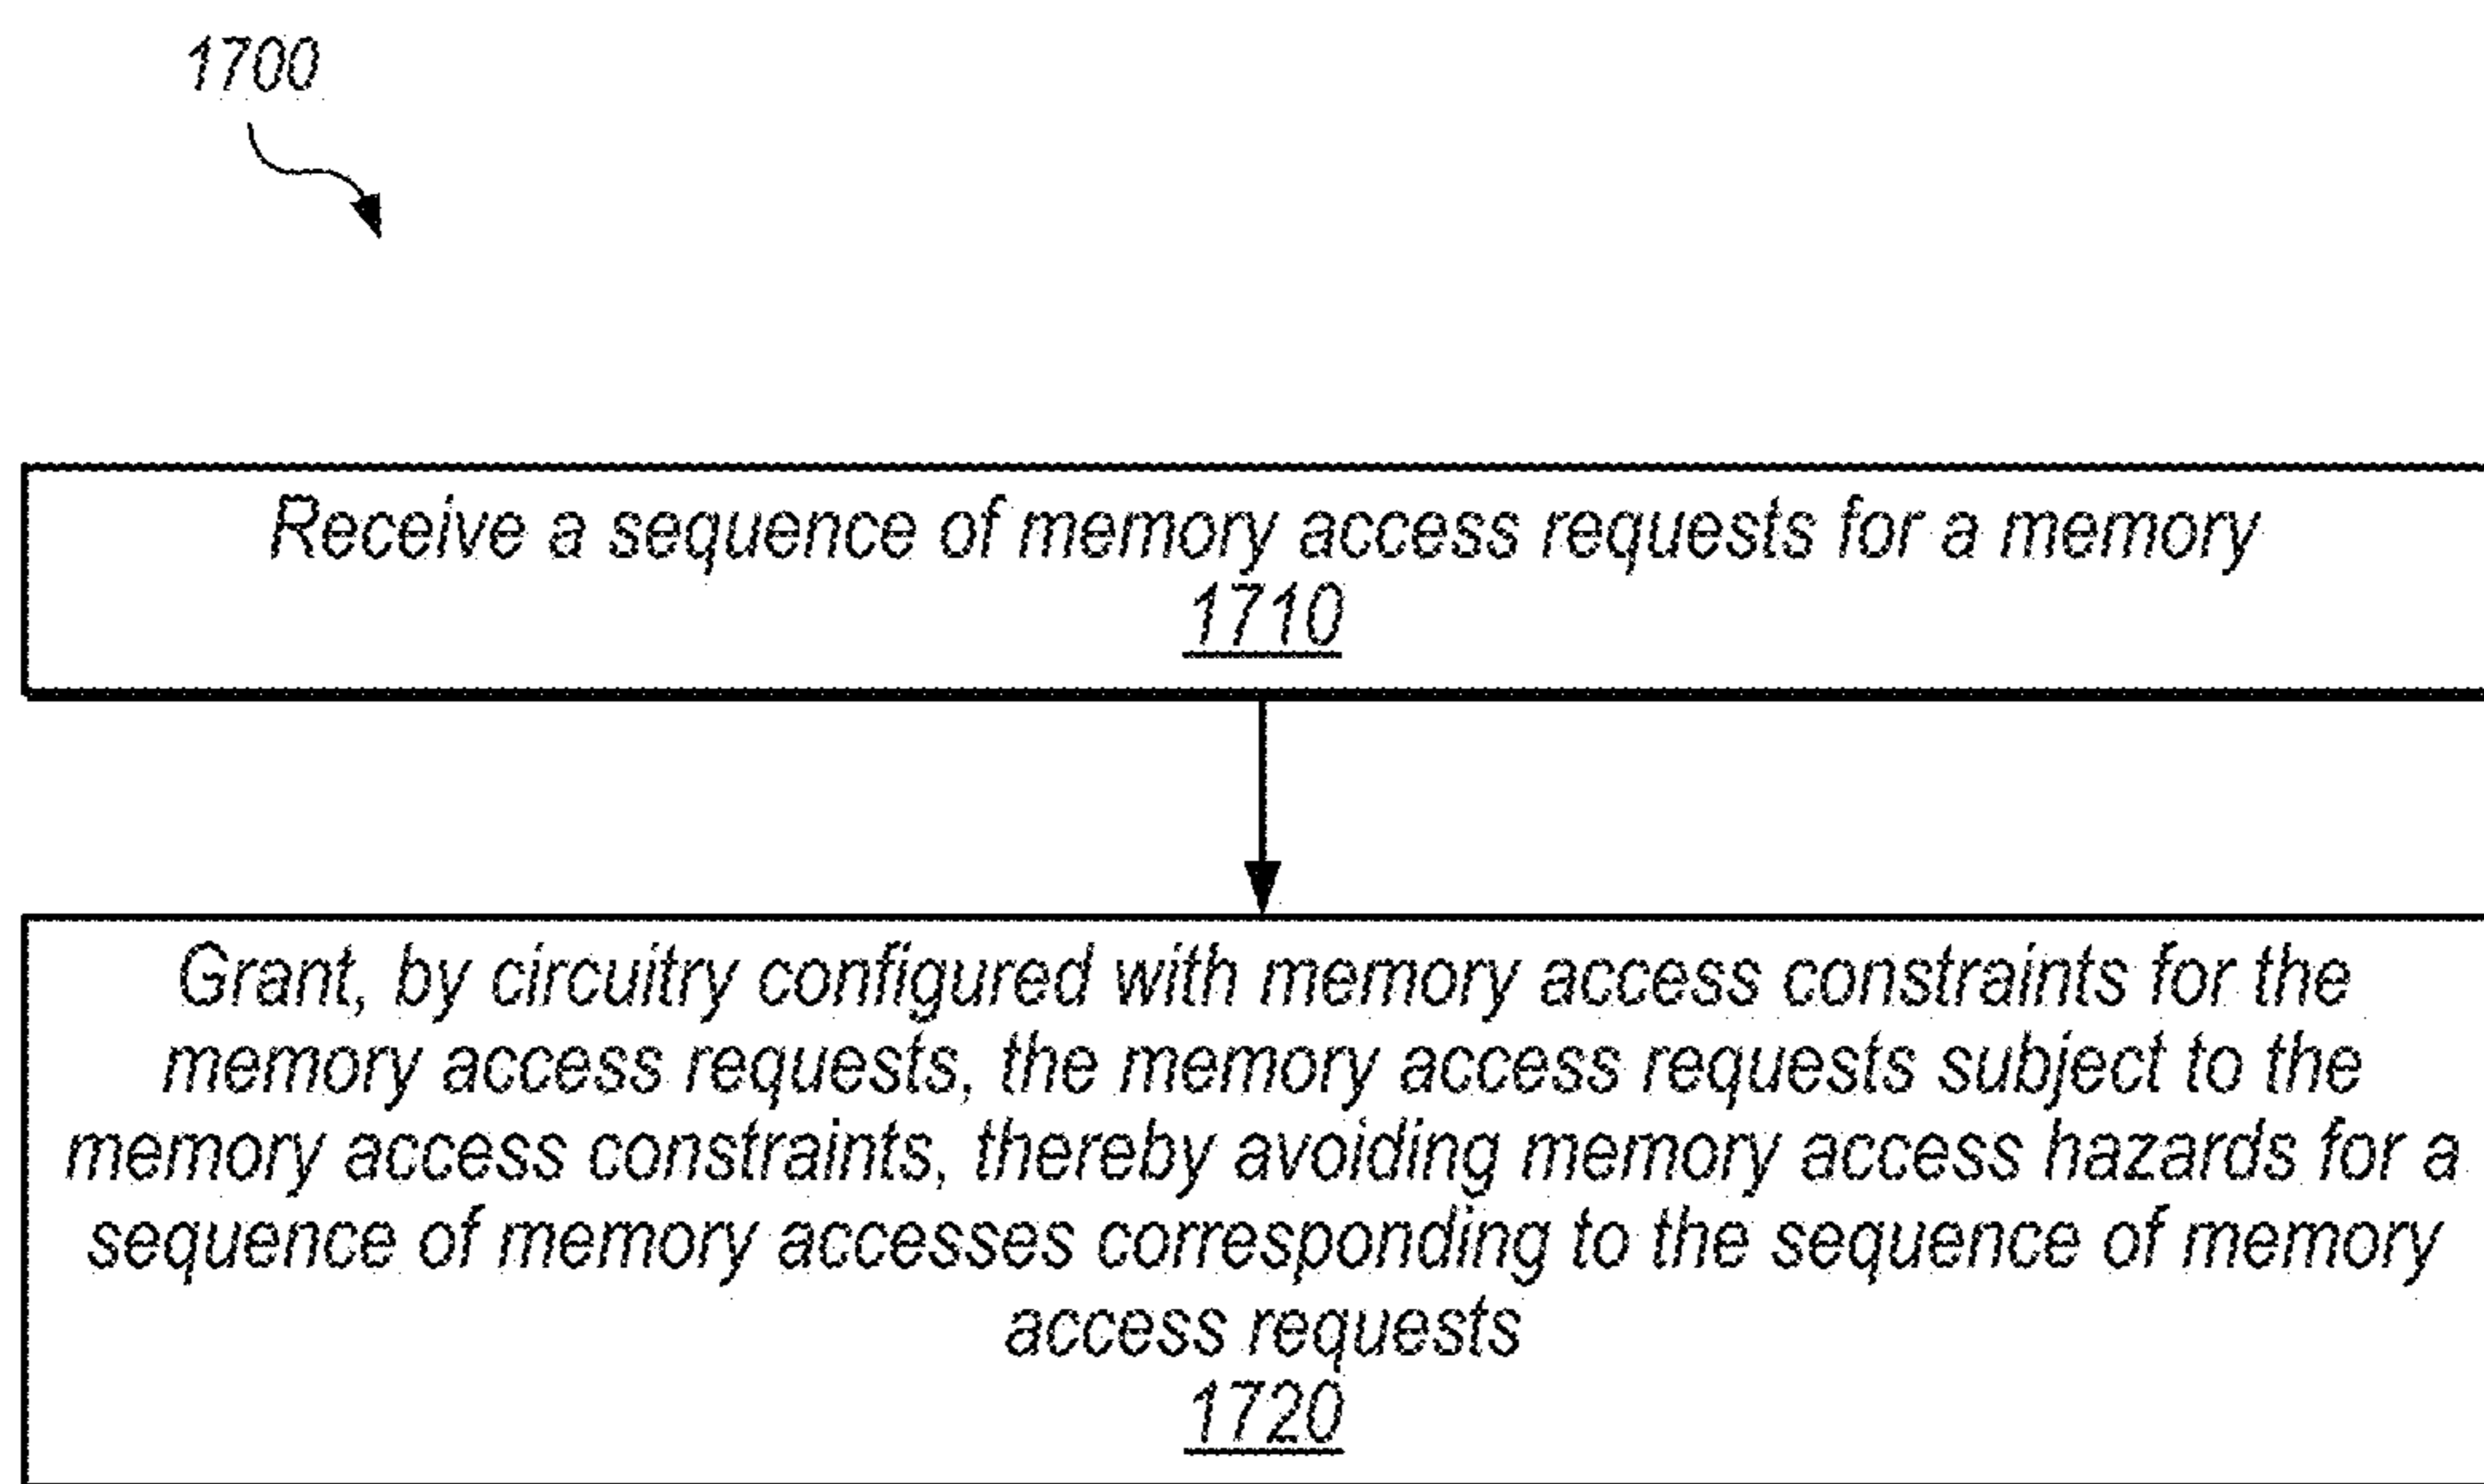 1700
Receive a sequence of memory access requests for a memory
1710
Grant, by circuitry configured with memory access constraints for the
memory access requests, the memory access requests subject to the
memory access constraints, thereby avoiding memory access hazards for a
sequence of memory accesses corresponding to the sequence of memory
access requests
1720